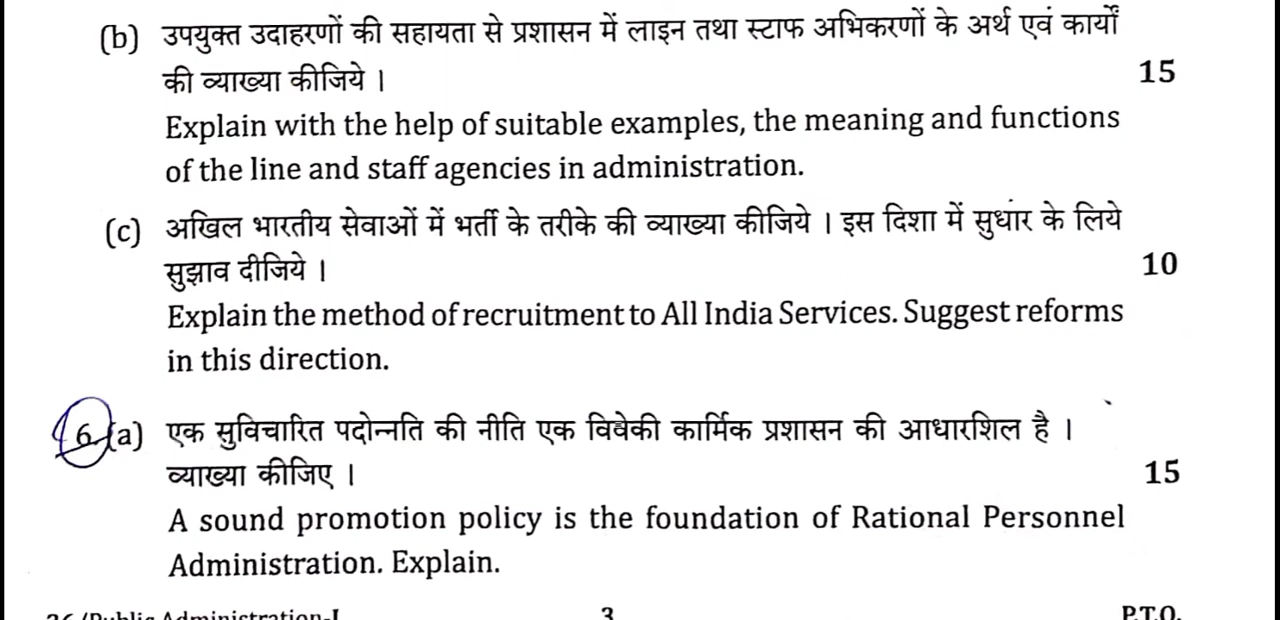 (b) उपयुक्त उदाहरणों की सहायता से प्रशासन में लाइन तथा स्टाफ अभिकरणों के अर्थ एवं कार्यों
की व्याख्या कीजिये । 15
Explain with the help of suitable examples, the meaning and functions
of the line and staff agencies in administration.
(c) अखिल भारतीय सेवाओं में भर्ती के तरीके की व्याख्या कीजिये । इस दिशा में सुधार के लिये
सुझाव दीजिये । 10
Explain the method of recruitment to All India Services. Suggest reforms
in this direction.
6. (a) एक सुविचारित पदोन्नति की नीति एक विवेकी कार्मिक प्रशासन की आधारशिल है ।
व्याख्या कीजिए । 15
A sound promotion policy is the foundation of Rational Personnel
Administration. Explain.
26/Public Administration-I 3 P.T.O.